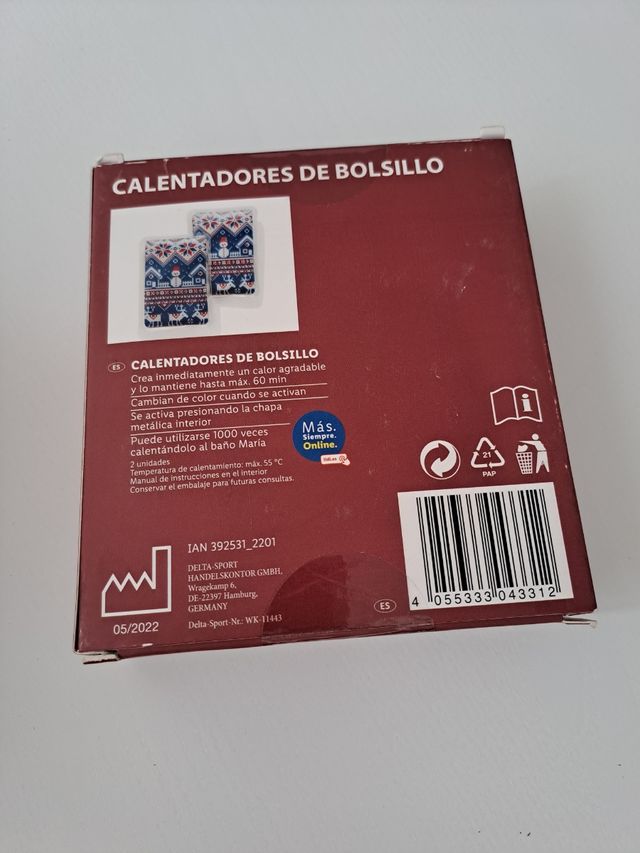 CALENTADORES DE BOLSILLO
ES
CALENTADORES DE BOLSILLO
Crea inmediatamente un calor agradable
y lo mantiene hasta máx. 60 min
Cambian de color cuando se activan
Se activa presionando la chapa
metálica interior
Puede utilizarse 1000 veces
calentándolo al baño María
2 unidades
Temperatura de calentamiento: máx. 55 °C
Manual de instrucciones en el interior
Conservar el embalaje para futuras consultas.
Más.
Siempre.
Online.
lidl.es
21
PAP
IAN 392531_2201
DELTA-SPORT
HANDELSKONTOR GMBH.
Wragekamp 6,
DE-22397 Hamburg,
GERMANY
Delta-Sport-Nr.: WK-11443
05/2022
ES
4 055333 043312